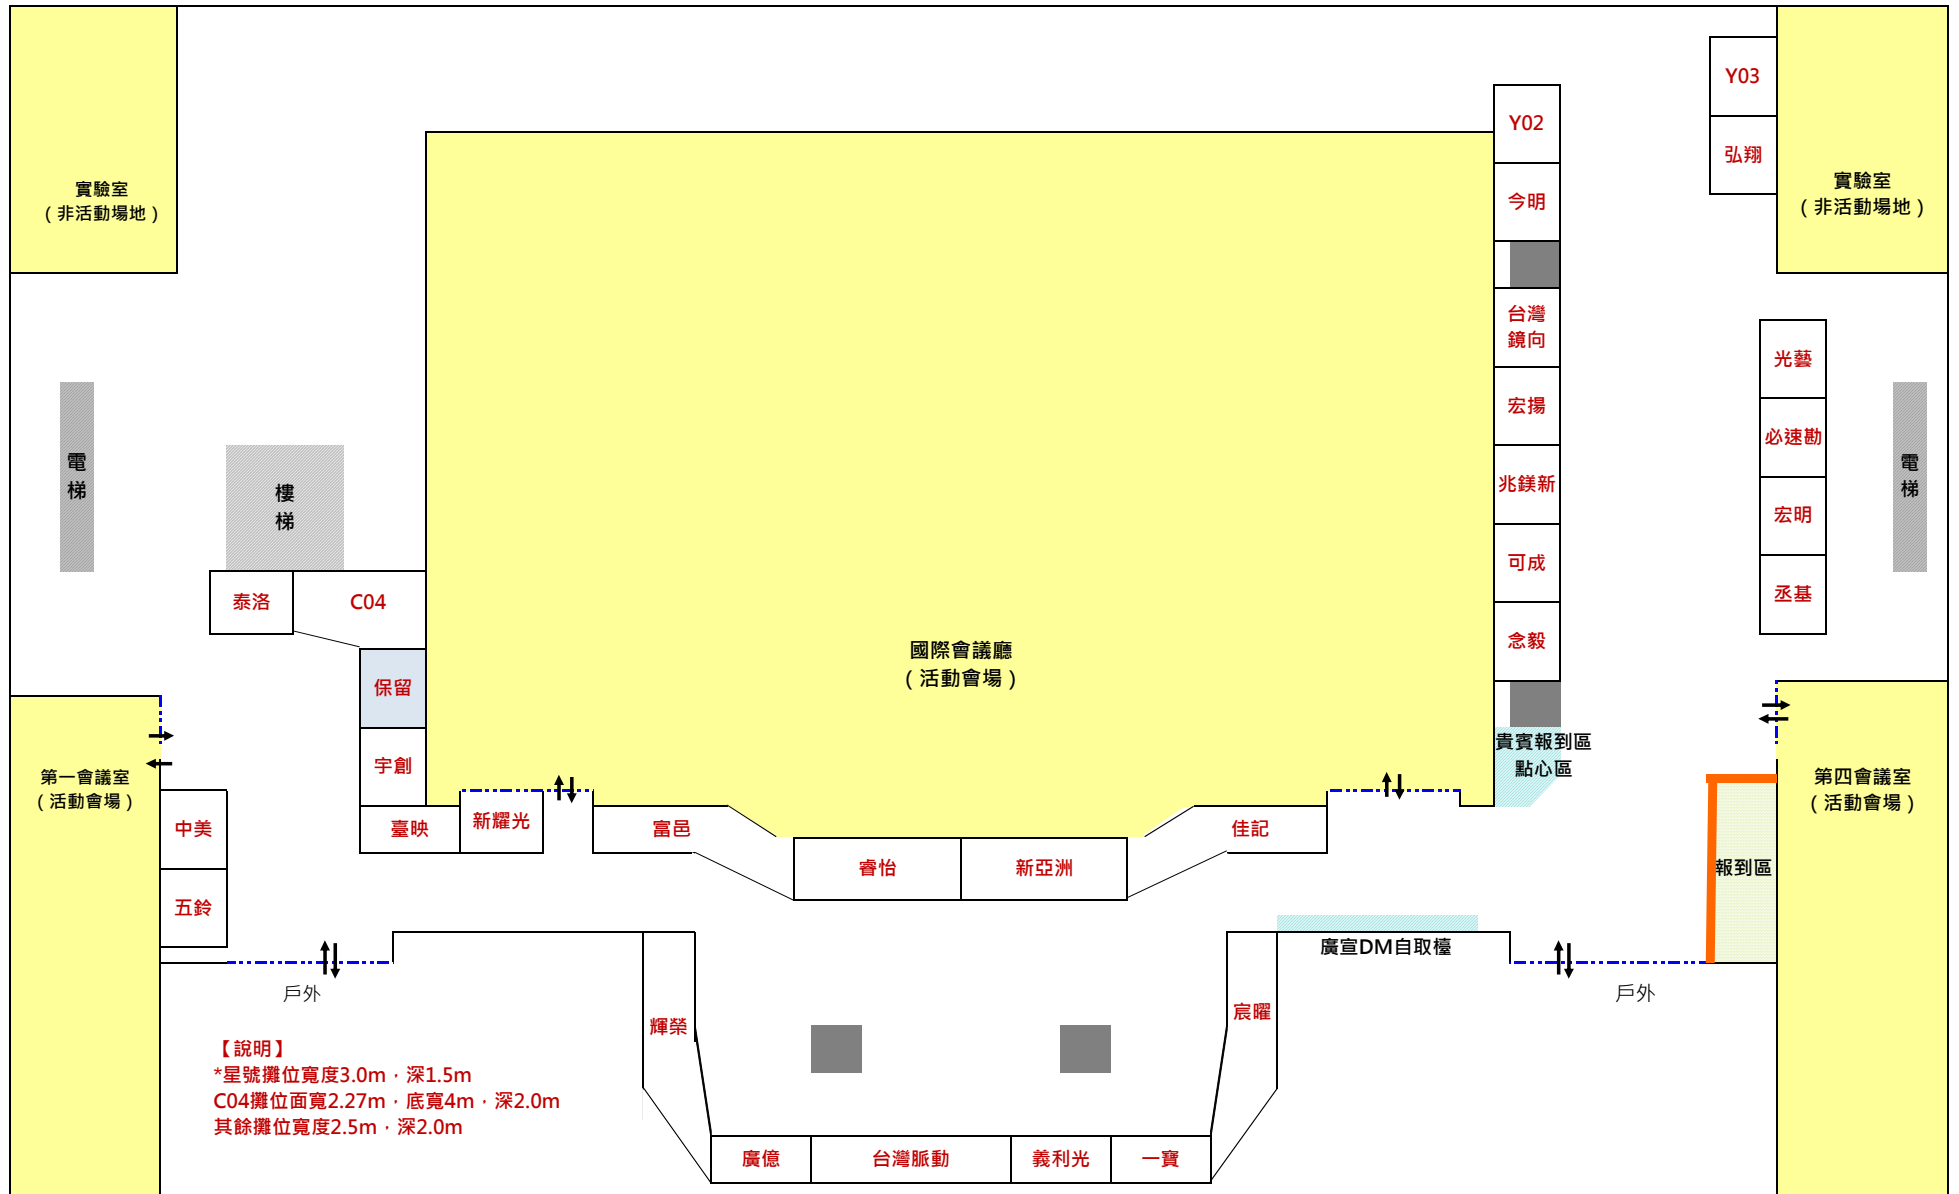 Y03
Y02
弘翔
實驗室
（非活動場地）
今明
實驗室
（非活動場地）
台灣
鏡向
光藝
宏揚
必速勘
電
梯
樓
梯
兆鎂新
電
梯
宏明
可成
泰洛
C04
丞基
念毅
國際會議廳
（活動會場）
保留
貴賓報到區
點心區
宇創
第一會議室
（活動會場）
第四會議室
（活動會場）
中美
臺映
新耀光
富邑
佳記
睿怡
新亞洲
報到區
五鈴
廣宣DM自取檯
戶外
戶外
輝榮
宸曜
【說明】
*星號攤位寬度3.0m，深1.5m
C04攤位面寬2.27m，底寬4m，深2.0m
其餘攤位寬度2.5m，深2.0m
廣億
台灣脈動
義利光
一寶